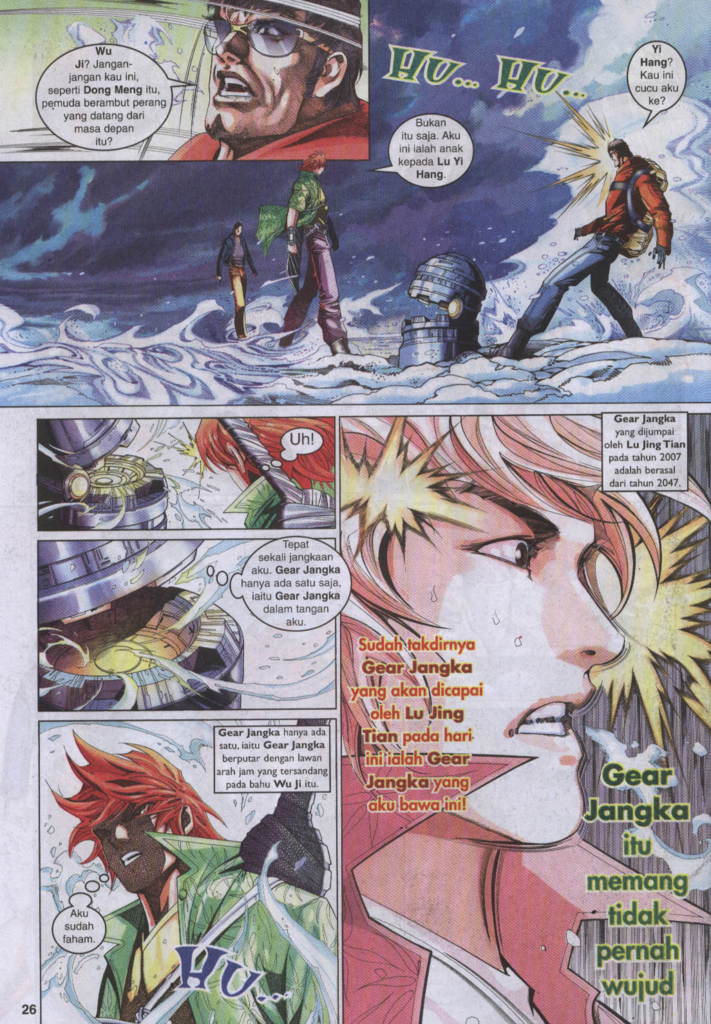 Wu
Ji? Jangan-
jangan kau ini,
seperti Dong Meng itu,
pemuda berambut perang
yang datang dari
masa depan
itu?
HU... HU...
Yi
Hang?
Kau ini
cucu aku
ke?
Bukan
itu saja. Aku
ini ialah anak
kepada Lu Yi
Hang.
Uh!
Tepat
sekali jangkaan
aku. Gear Jangka
hanya ada satu saja,
iaitu Gear Jangka
dalam tangan
aku.
Gear Jangka hanya ada
satu, iaitu Gear Jangka
berputar dengan lawan
arah jam yang tersandang
pada bahu Wu Ji itu.
Aku
sudah
faham.
HU...
Gear Jangka
yang dijumpai
oleh Lu Jing Tian
pada tahun 2007
adalah berasal
dari tahun 2047.
Sudah takdirnya
Gear Jangka
yang akan dicapai
oleh Lu Jing
Tian pada hari
ini ialah Gear
Jangka yang
aku bawa ini!
Gear
Jangka
itu
memang
tidak
pernah
wujud
26